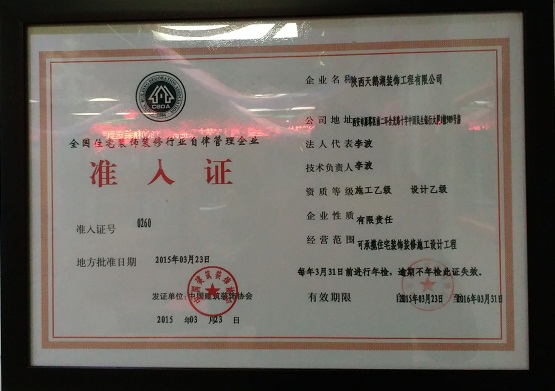 CBDA
全国住宅装饰装修行业自律管理企业
准入证
准入证号 0260
地方批准日期 2015年03月23日
发证单位:中国建筑装饰协会
2015 年03 月23 日
企业名称 陕西天鹅湖装饰工程有限公司
公司地址
法人代表 李波
技术负责人 李波
资质等级 施工乙级 设计乙级
企业性质 有限责任
经营范围 可承揽住宅装饰装修施工设计工程
每年3月31日前进行年检,逾期不年检此证失效。
有效期限 2015年03月23日 2016年03月31日